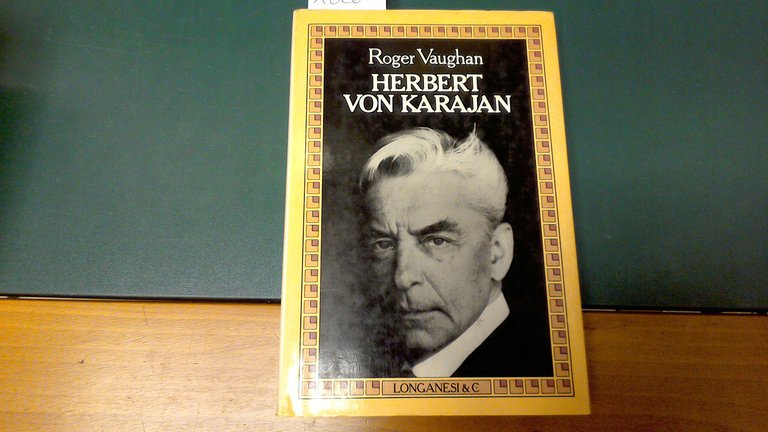 Roger Vaughan
HERBERT
VON KARAJAN
LONGANESI & C.